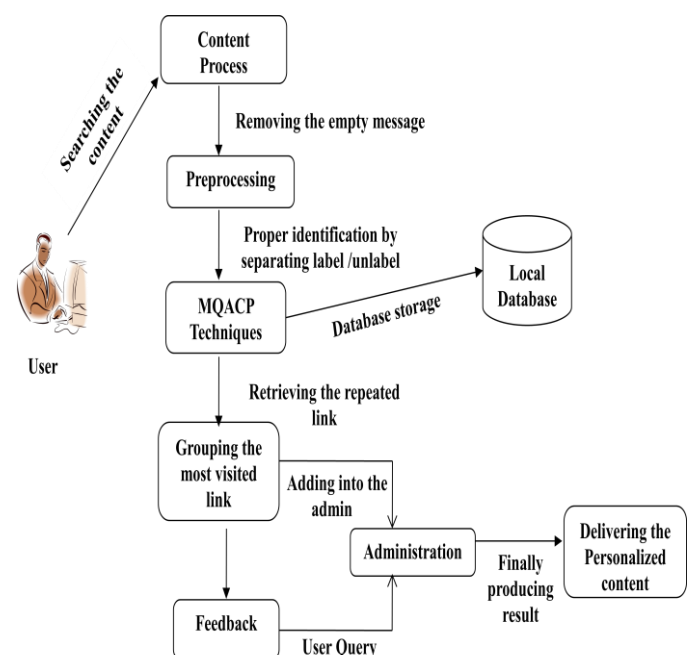 Content
Process
Searching the
content
Removing the empty message
Preprocessing
Proper identification by
separating label /unlabel
Local
Database
MQACP
Techniques
Database storage
User
Retrieving the repeated
link
Grouping the
most visited
link
Adding into the
admin
Administration
Delivering the
Personalized
content
Finally
producing
result
Feedback
User Query